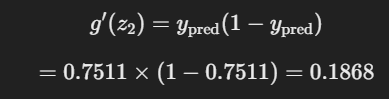 g′(z₂) = y_pred(1 − y_pred)
= 0.7511 × (1 − 0.7511) = 0.1868